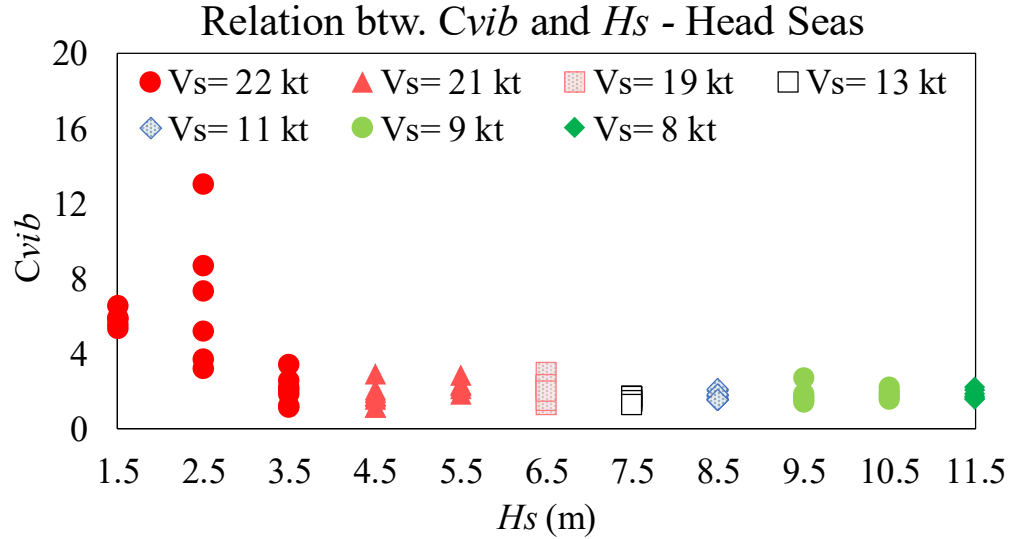 Relation btw. Cvib and Hs - Head Seas
20
Vs= 22 kt Vs= 21 kt Vs= 19 kt Vs= 13 kt
16
Vs= 11 kt Vs= 9 kt Vs= 8 kt
12
Cvib
8
4
0
1.5 2.5 3.5 4.5 5.5 6.5 7.5 8.5 9.5 10.5 11.5
Hs (m)